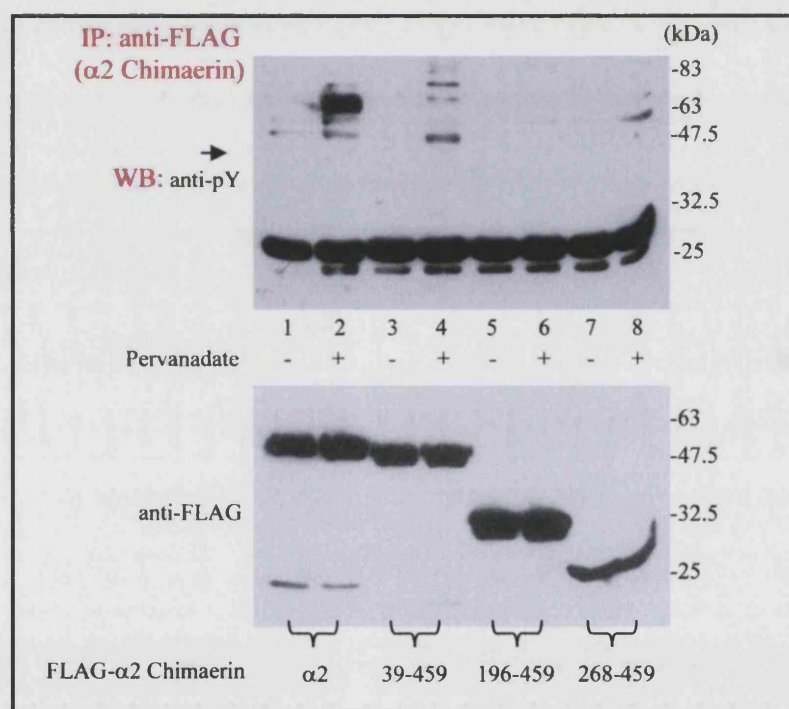 IP: anti-FLAG (kDa)
(α2 Chimaerin)
-83
-63
-47.5
WB: anti-pY
-32.5
-25
1 2 3 4 5 6 7 8
Pervanadate - + - + - + - +
-63
-47.5
anti-FLAG
-32.5
-25
FLAG-α2 Chimaerin α2 39-459 196-459 268-459